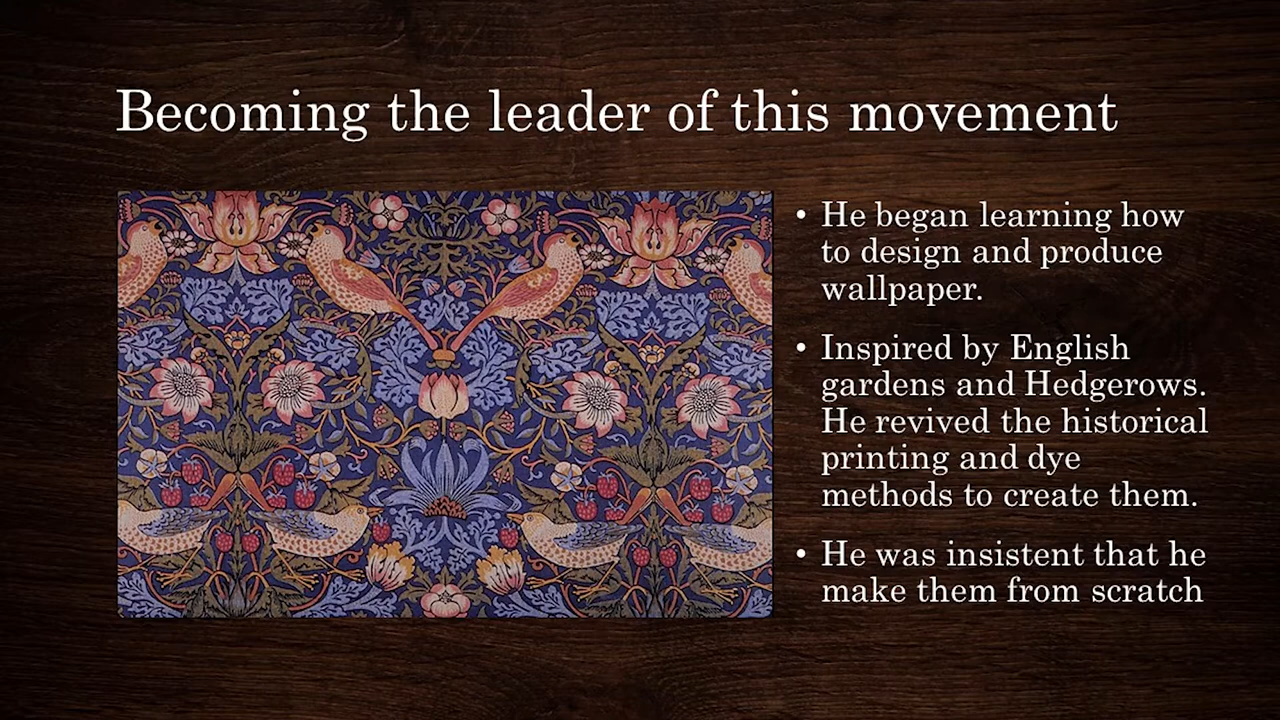 Becoming the leader of this movement
• He began learning how
to design and produce
wallpaper.
• Inspired by English
gardens and Hedgerows.
He revived the historical
printing and dye
methods to create them.
• He was insistent that he
make them from scratch